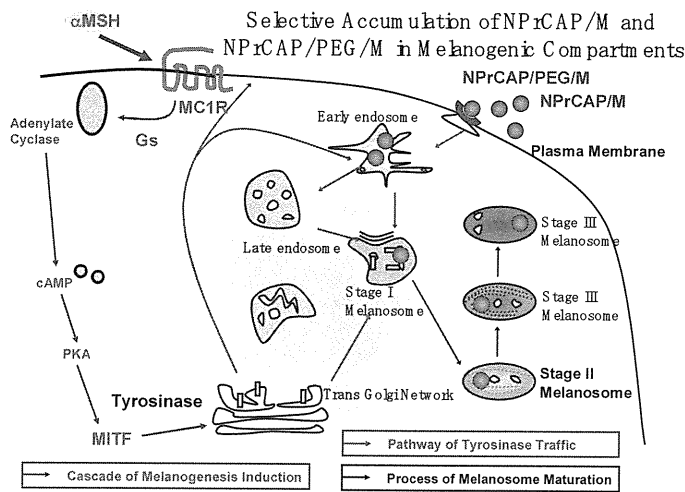 Selective Accumulation of NPrCAP/M and
NPrCAP/PEG/M in Melanogenic Compartments
αMSH
MC1R
NPrCAP/PEG/M
NPrCAP/M
Early endosome
Adenylate
Cyclase
Gs
Plasma Membrane
Late endosome
Stage III
Melanosome
cAMP
Stage I
Melanosome
Stage III
Melanosome
PKA
Tyrosinase
Trans Golgi Network
Stage II
Melanosome
MITF
Pathway of Tyrosinase Traffic
Cascade of Melanogenesis Induction
Process of Melanosome Maturation